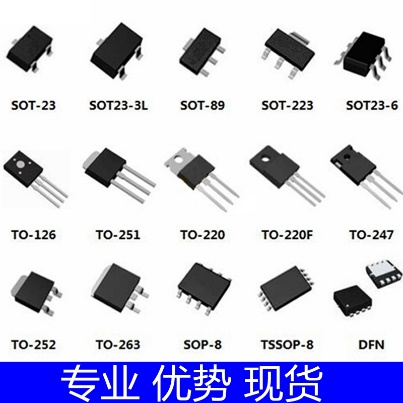 SOT-23 SOT23-3L SOT-89 SOT-223 SOT23-6
TO-126 TO-251 TO-220 TO-220F TO-247
TO-252 TO-263 SOP-8 TSSOP-8 DFN
专业 优势 现货